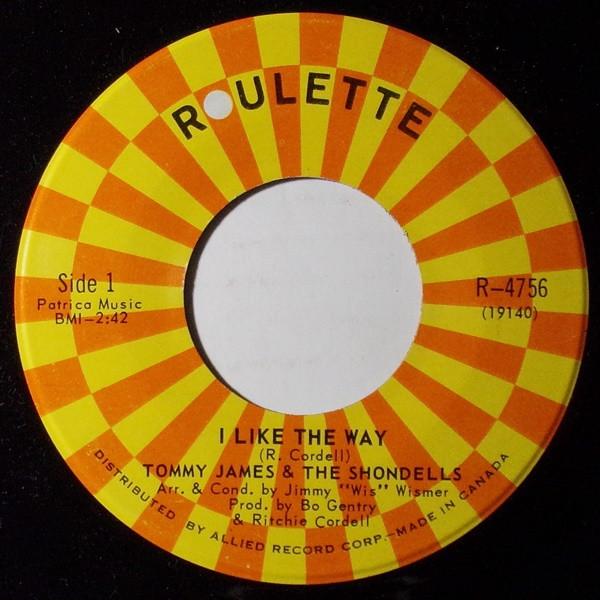 ROULETTE
Side 1
Patrica Music
BMI—2:42
R—4756
(19140)
I LIKE THE WAY
(R. Cordell)
TOMMY JAMES & THE SHONDELLS
Arr. & Cond. by Jimmy "Wis" Wismer
Prod. by Bo Gentry
& Ritchie Cordell
DISTRIBUTED BY ALLIED RECORD CORP.—MADE IN CANADA